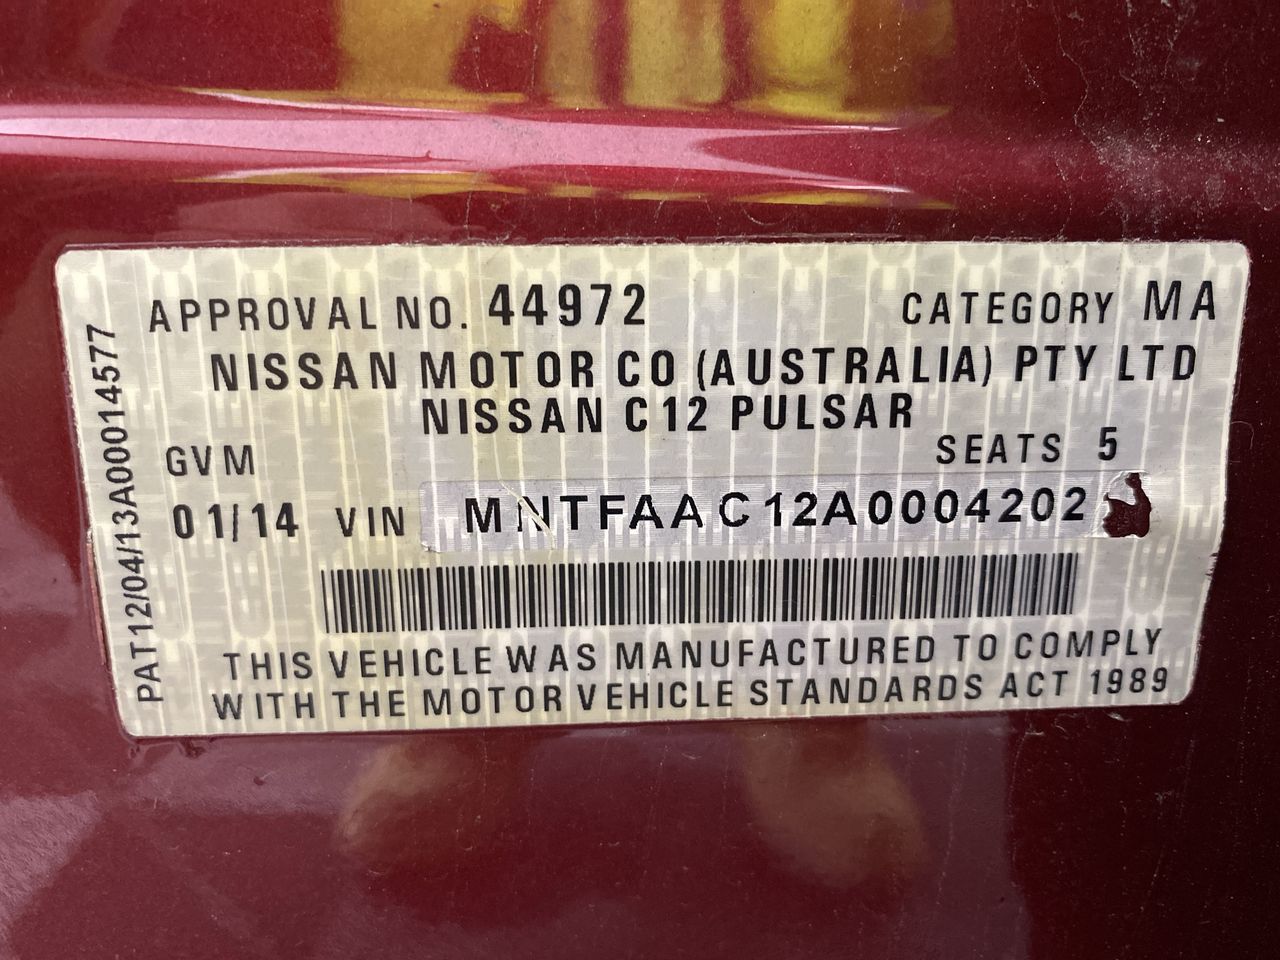 APPROVAL NO. 44972 CATEGORY MA
NISSAN MOTOR CO (AUSTRALIA) PTY LTD
NISSAN C12 PULSAR
GVM SEATS 5
01/14 VIN MNTFAAC12A0004202
THIS VEHICLE WAS MANUFACTURED TO COMPLY
WITH THE MOTOR VEHICLE STANDARDS ACT 1989
PAT12/04/13A00014577